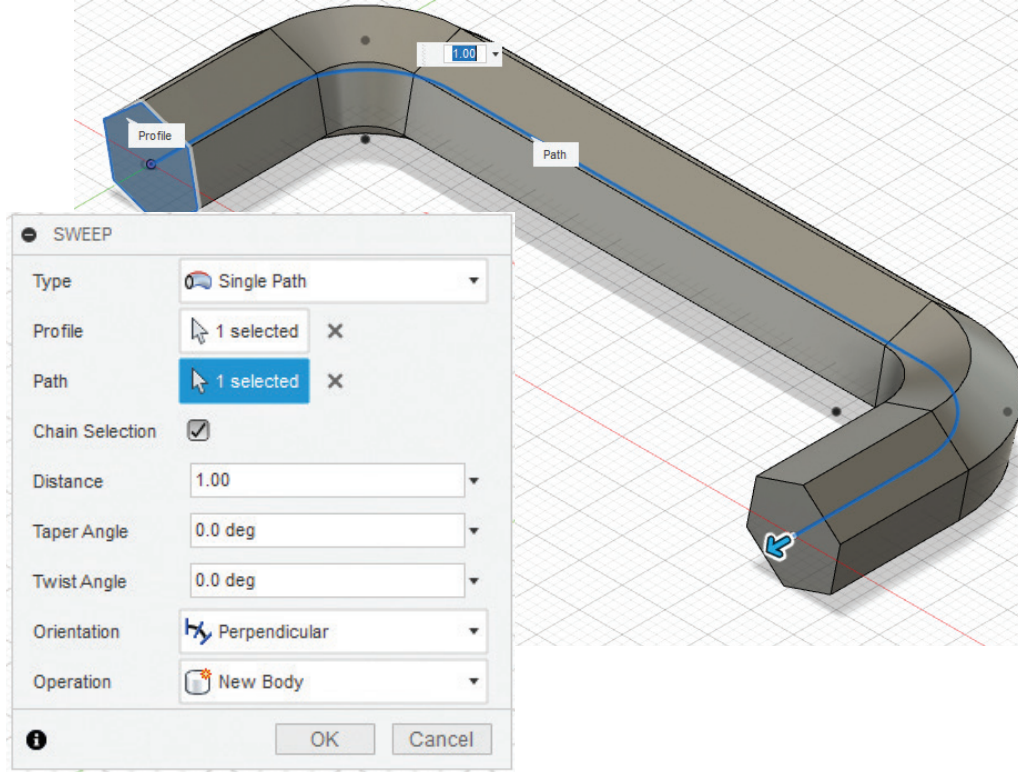 1.00
Profile
Path
SWEEP
Type Single Path
Profile 1 selected
Path 1 selected
Chain Selection
Distance 1.00
Taper Angle 0.0 deg
Twist Angle 0.0 deg
Orientation Perpendicular
Operation New Body
OK Cancel